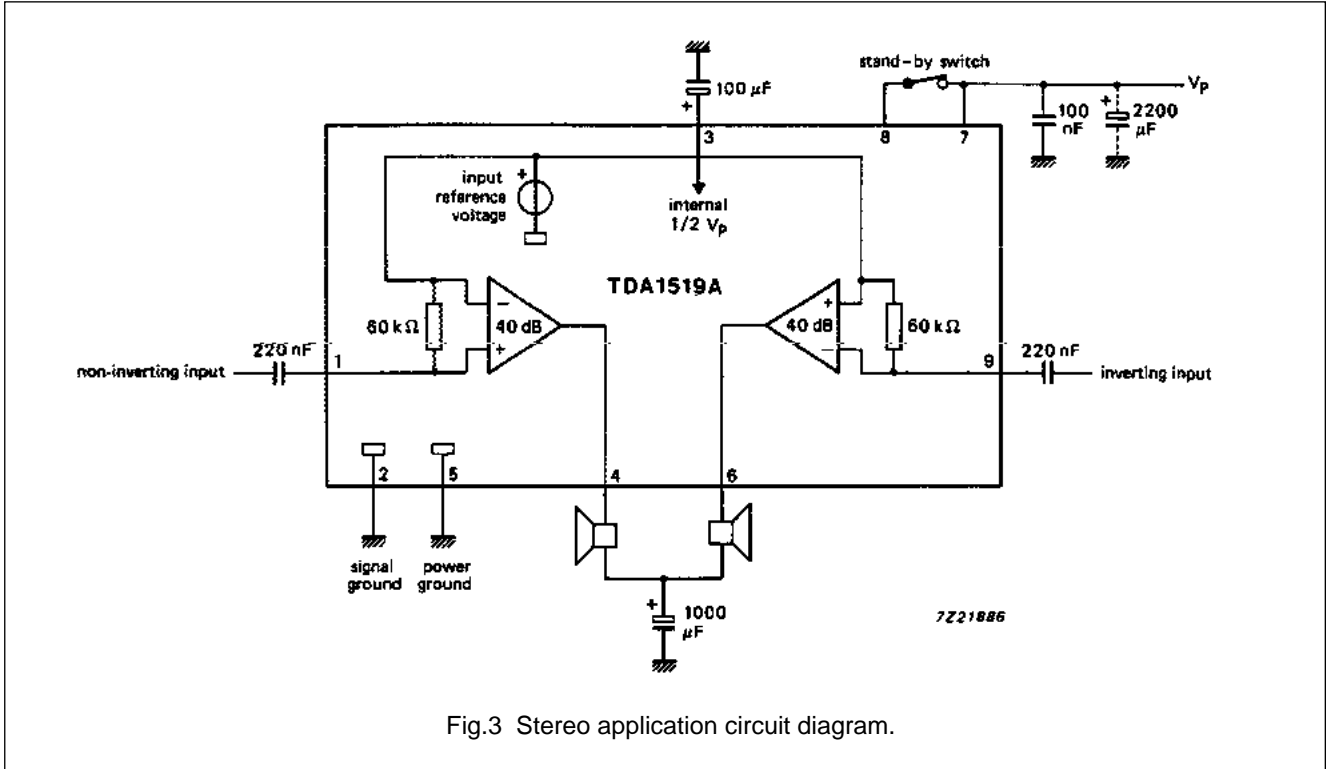 stand-by switch
100 µF
+
3
8
7
100
nF
+
2200
µF
Vp
input
reference
voltage
+
internal
1/2 Vp
TDA1519A
60 kΩ
−
40 dB
+
+
40 dB
−
60 kΩ
220 nF
1
non-inverting input
9
220 nF
inverting input
2
5
4
6
signal
ground
power
ground
+
1000
µF
7Z21886
Fig.3 Stereo application circuit diagram.